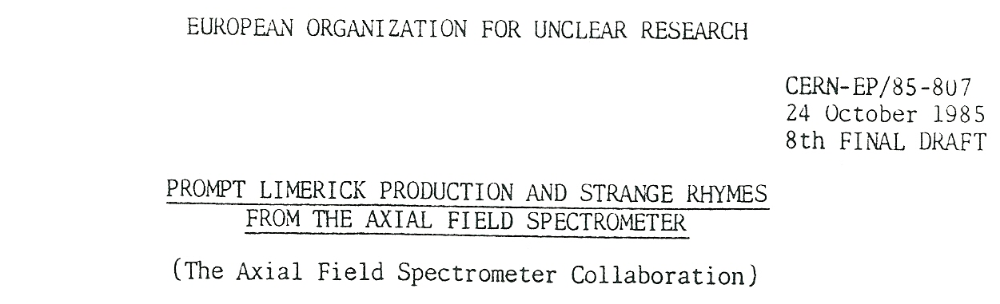 EUROPEAN ORGANIZATION FOR UNCLEAR RESEARCH
CERN-EP/85-807
24 October 1985
8th FINAL DRAFT
PROMPT LIMERICK PRODUCTION AND STRANGE RHYMES
FROM THE AXIAL FIELD SPECTROMETER
(The Axial Field Spectrometer Collaboration)